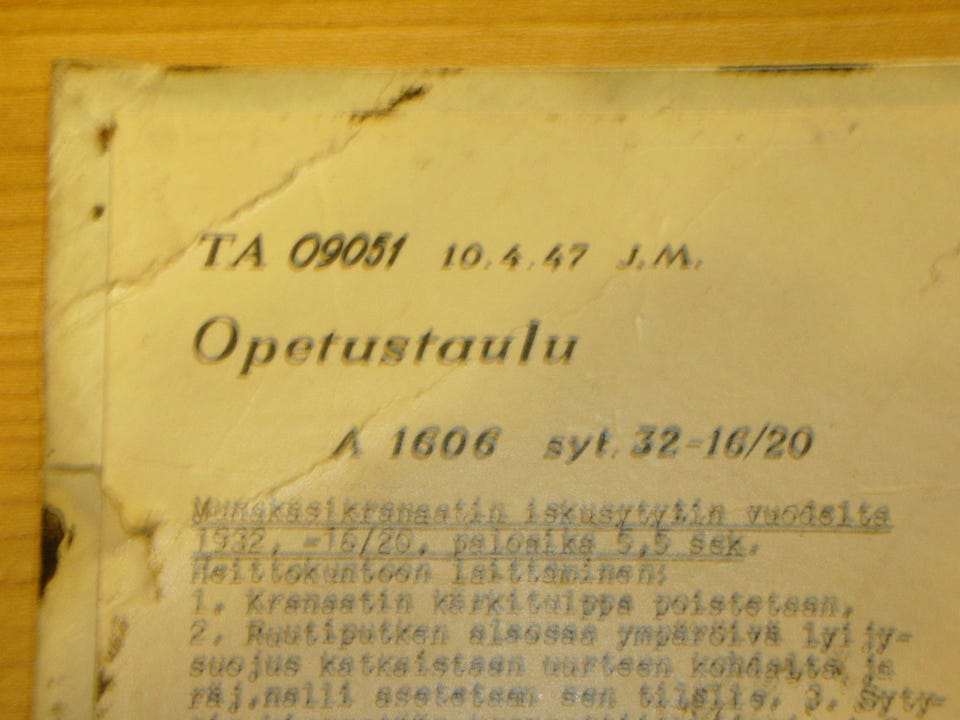 TA 09051 10.4.47 J.M.
Opetustaulu
A 1606 syt. 32-16/20
Munakäsikranaatin iskusytytin vuodelta
1932, -16/20, paloaika 5,5 sek.
Heittokuntoon laittaminen:
1. Kranaatin kärkitulppa poistetaan.
2. Ruutiputken alaosaa ympäröivä lyijy-
suojus katkaistaan uurteen kohdalta ja
räj.nalli asetetaan sen tilalle. 3. Syty-